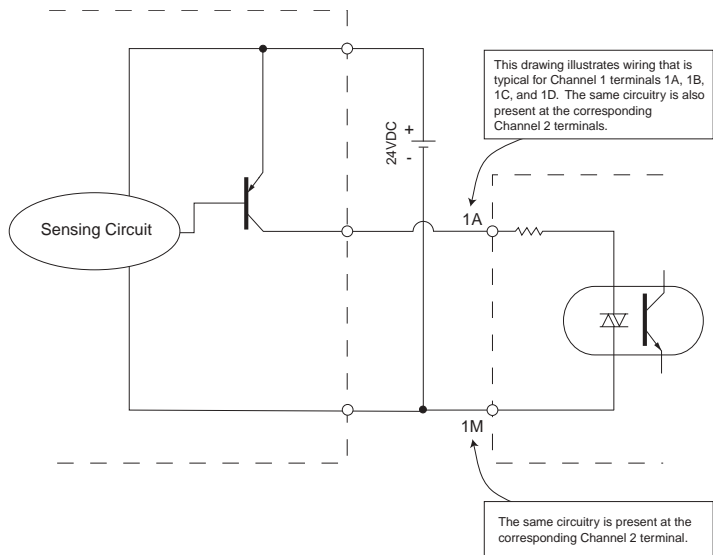 This drawing illustrates wiring that is
typical for Channel 1 terminals 1A, 1B,
1C, and 1D. The same circuitry is also
present at the corresponding
Channel 2 terminals.
24VDC
+
-
1A
Sensing Circuit
1M
The same circuitry is present at the
corresponding Channel 2 terminal.